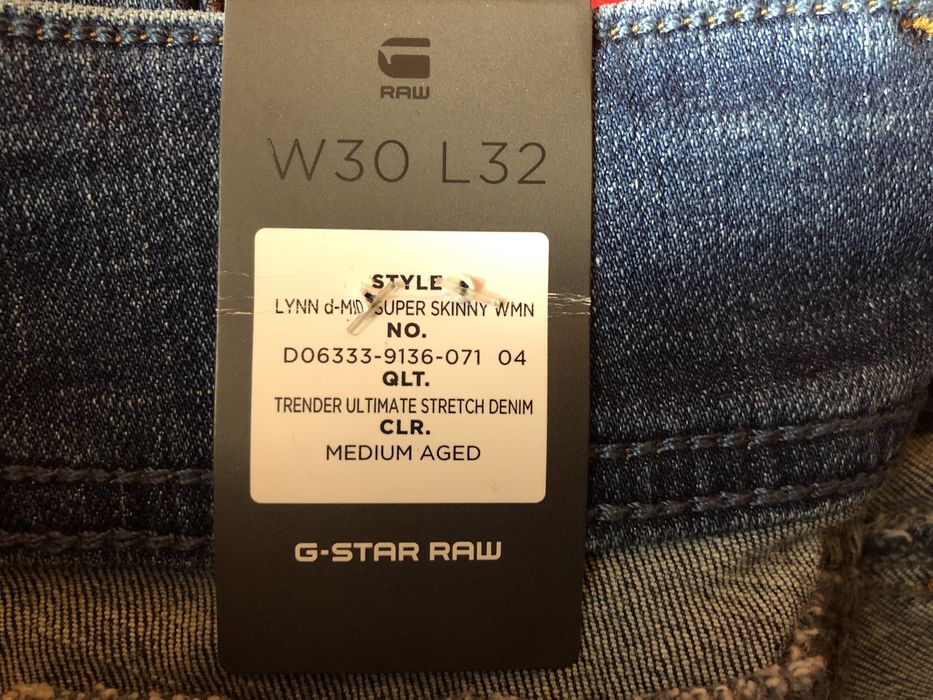 G
RAW
W30 L32
STYLE
LYNN d-MID SUPER SKINNY WMN
NO.
D06333-9136-071 04
QLT.
TRENDER ULTIMATE STRETCH DENIM
CLR.
MEDIUM AGED
G-STAR RAW